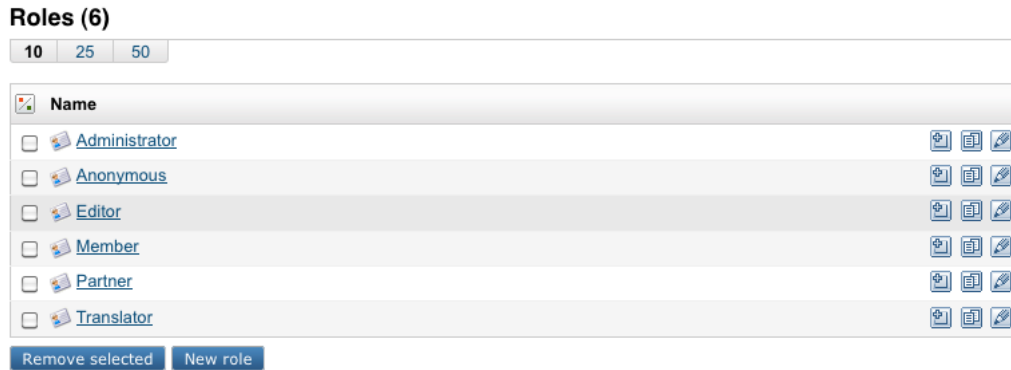 Roles (6)
10 25 50
Name
Administrator
Anonymous
Editor
Member
Partner
Translator
Remove selected New role